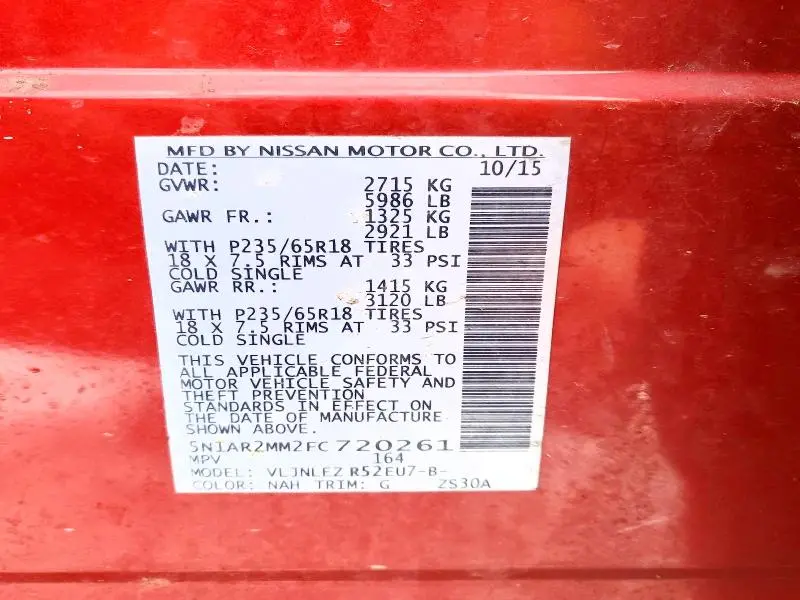 MFD BY NISSAN MOTOR CO., LTD.
DATE: 10/15
GVWR: 2715 KG
5986 LB
GAWR FR.: 1325 KG
2921 LB
WITH P235/65R18 TIRES
18 X 7.5 RIMS AT 33 PSI
COLD SINGLE
GAWR RR.: 1415 KG
3120 LB
WITH P235/65R18 TIRES
18 X 7.5 RIMS AT 33 PSI
COLD SINGLE
THIS VEHICLE CONFORMS TO
ALL APPLICABLE FEDERAL
MOTOR VEHICLE SAFETY AND
THEFT PREVENTION
STANDARDS IN EFFECT ON
THE DATE OF MANUFACTURE
SHOWN ABOVE.
5N1AR2MM2FC720261
MPV 164
MODEL: VLJNLFZ R52EU7-B-
COLOR: NAH TRIM: G ZS30A